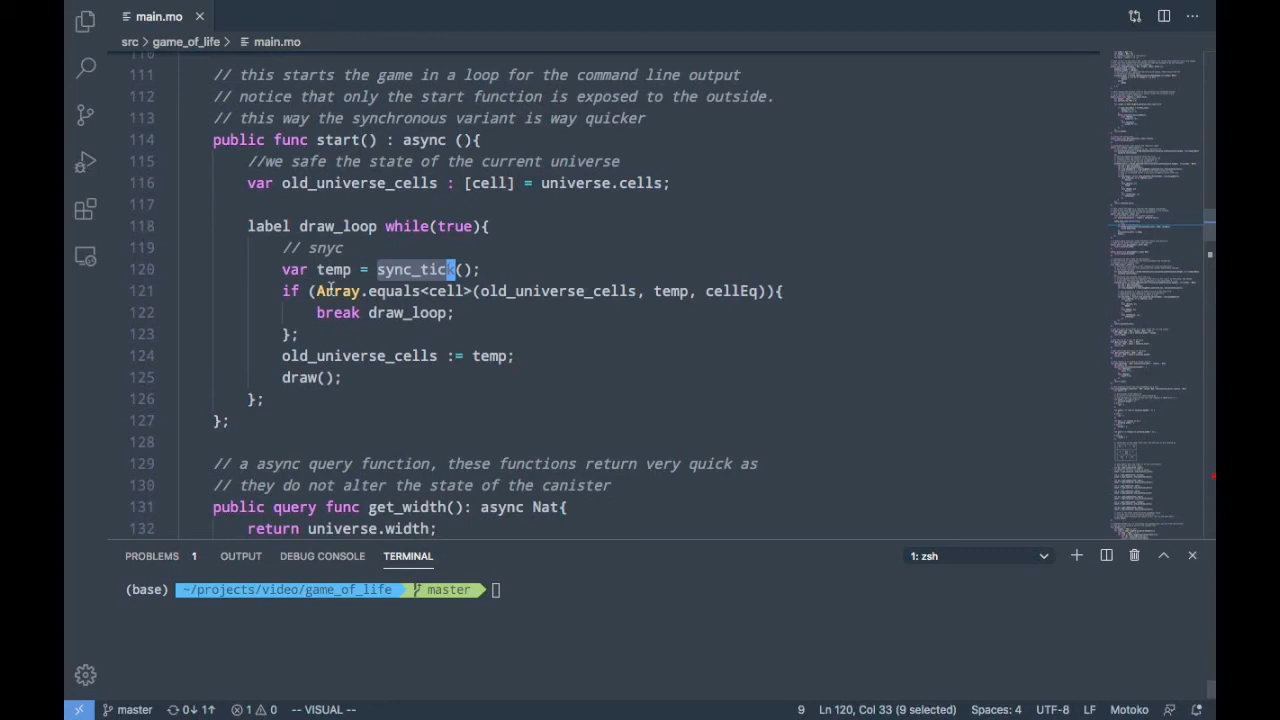 main.mo
src > game_of_life > main.mo
110
111 // this starts the game in a loop for the command line output
112 // notice that only the start function is exposed to the outside.
113 // this way the synchronous variant is way quicker
114 public func start() : async (){
115 //we safe the state of the current universe
116 var old_universe_cells : [cell] = universe.cells;
117
118 label draw_loop while(true){
119 // snyc
120 var temp = sync_tick();
121 if (Array.equals<cell>(old_universe_cells, temp, cellEq)){
122 break draw_loop;
123 };
124 old_universe_cells := temp;
125 draw();
126 };
127 };
128
129 // a async query function, these functions return very quick as
130 // they do not alter the state of the canister
131 public query func get_width(): async Nat{
132 return universe.width;
PROBLEMS 1 OUTPUT DEBUG CONSOLE TERMINAL 1: zsh
(base) ~/projects/video/game_of_life master
master 0↓ 1↑ 1 0 -- VISUAL -- 9 Ln 120, Col 33 (9 selected) Spaces: 4 UTF-8 LF Motoko